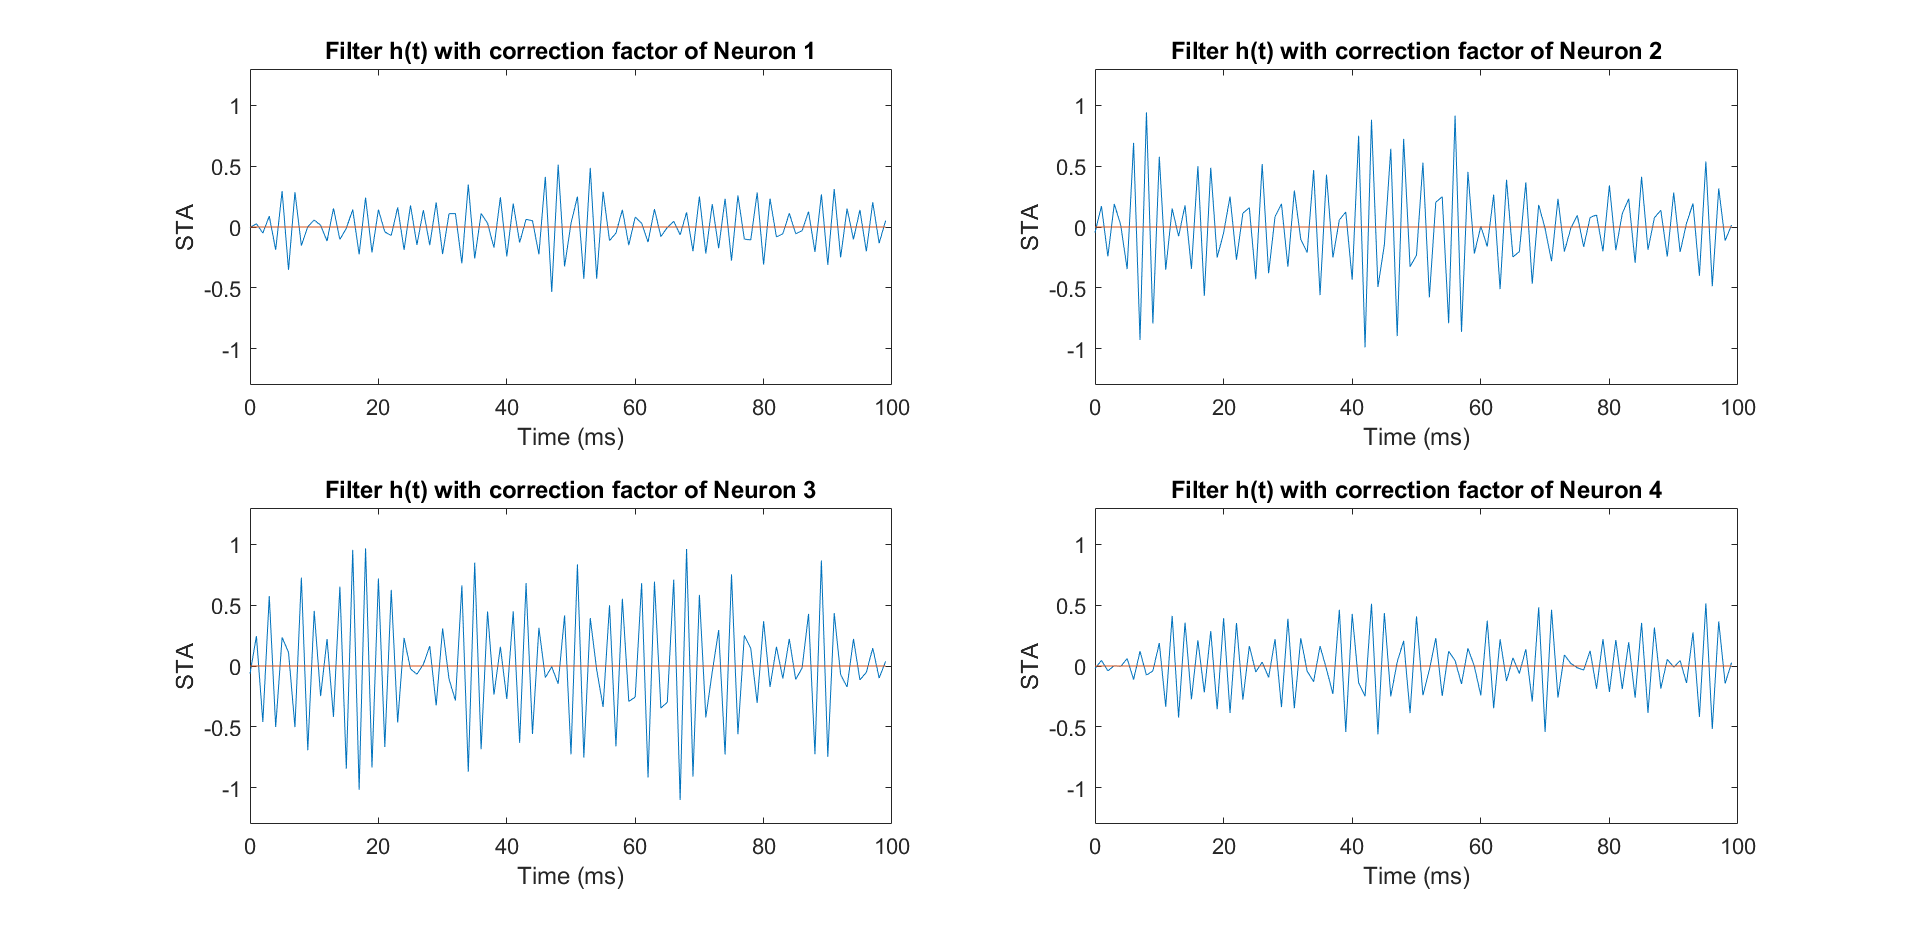 Filter h(t) with correction factor of Neuron 1
1
0.5
0
-0.5
-1
STA
0 20 40 60 80 100
Time (ms)
Filter h(t) with correction factor of Neuron 2
1
0.5
0
-0.5
-1
STA
0 20 40 60 80 100
Time (ms)
Filter h(t) with correction factor of Neuron 3
1
0.5
0
-0.5
-1
STA
0 20 40 60 80 100
Time (ms)
Filter h(t) with correction factor of Neuron 4
1
0.5
0
-0.5
-1
STA
0 20 40 60 80 100
Time (ms)